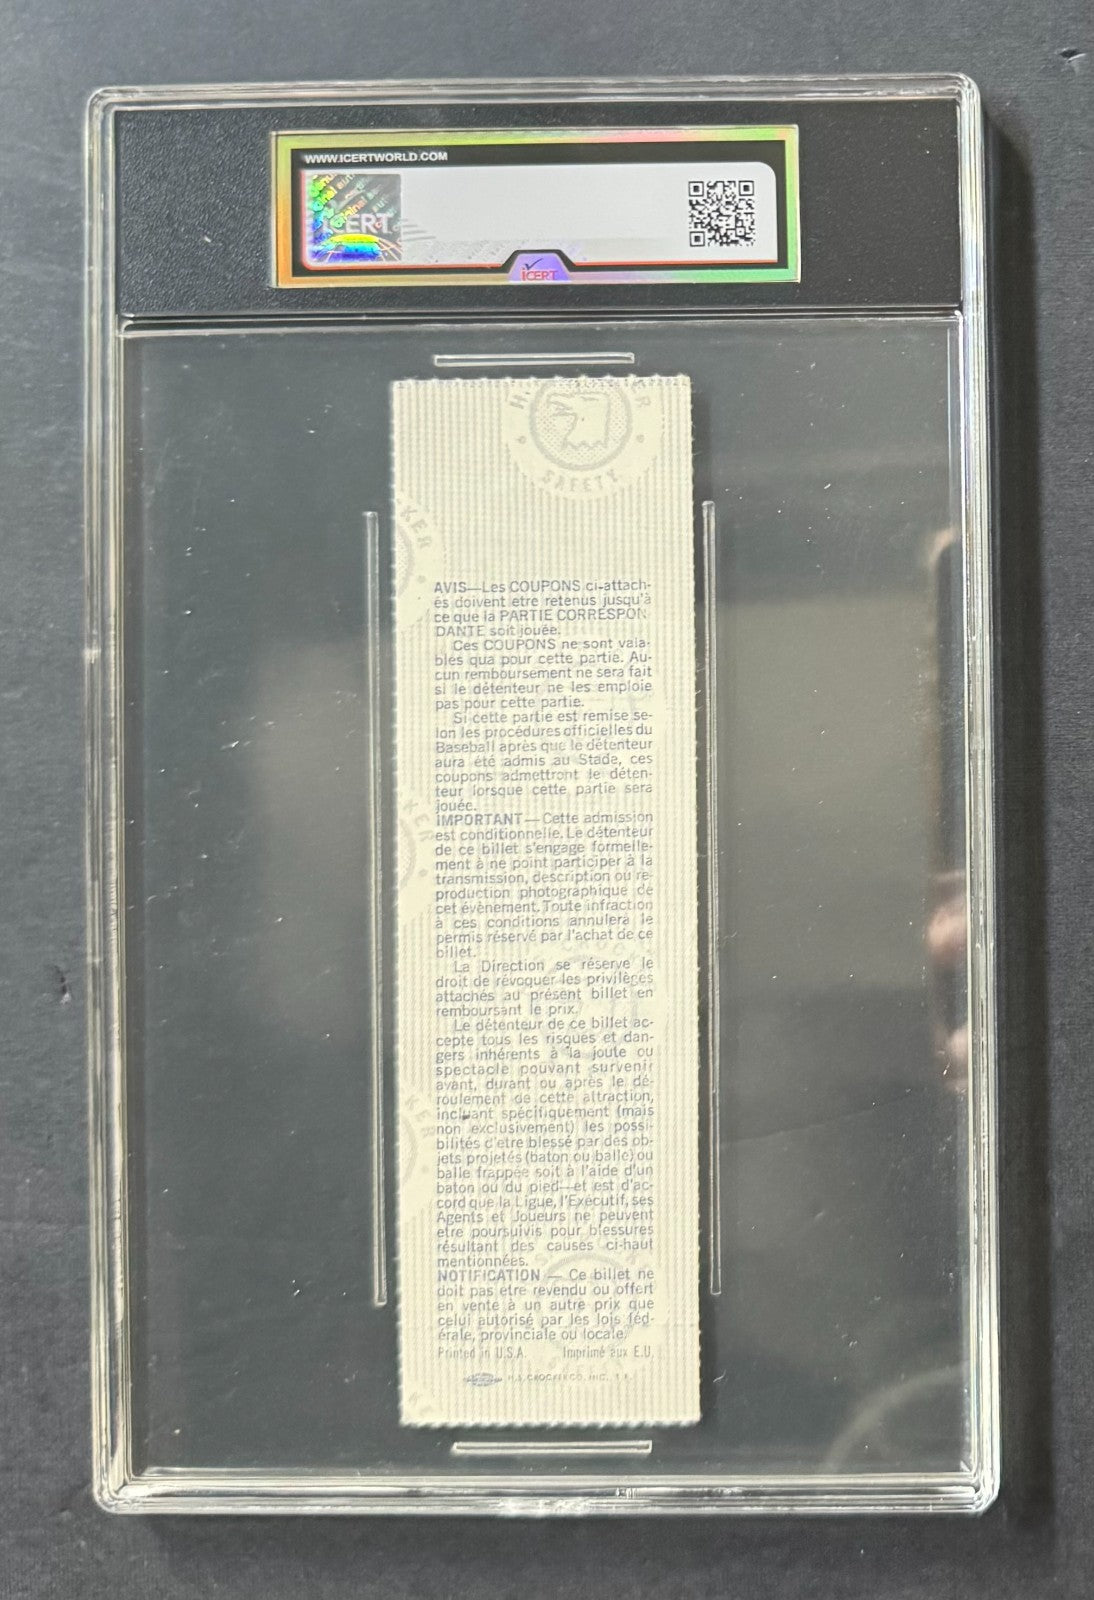 WWW.ICERTWORLD.COM
ICERT
iCERT
SAFETY
AVIS—Les COUPONS ci-attach-
és doivent etre retenus jusqu'à
ce que la PARTIE CORRESPON-
DANTE soit jouée.
Ces COUPONS ne sont vala-
bles qua pour cette partie. Au-
cun remboursement ne sera fait
si le détenteur ne les emploie
pas pour cette partie.
Si cette partie est remise se-
lon les procédures officielles du
Baseball après que le détenteur
aura été admis au Stade, ces
coupons admettront le déten-
teur lorsque cette partie sera
jouée.
IMPORTANT—Cette admission
est conditionnelle. Le détenteur
de ce billet s'engage formelle-
ment à ne point participer à la
transmission, description ou re-
production photographique de
cet évènement. Toute infraction
à ces conditions annulera le
permis réservé par l'achat de ce
billet.
La Direction se réserve le
droit de révoquer les privilèges
attachés au présent billet en
remboursant le prix.
Le détenteur de ce billet ac-
cepte tous les risques et dan-
gers inhérents à la joute ou
spectacle pouvant survenir
avant, durant ou après le dé-
roulement de cette attraction,
incluant spécifiquement (mais
non exclusivement) les possi-
bilités d'etre blessé par des ob-
jets projetés (baton ou balle) ou
balle frappée soit à l'aide d'un
baton ou du pied—et est d'ac-
cord que la Ligue, l'Exécutif, ses
Agents et Joueurs ne peuvent
etre poursuivis pour blessures
résultant des causes ci-haut
mentionnées.
NOTIFICATION — Ce billet ne
doit pas etre revendu ou offert
en vente à un autre prix que
celui autorisé par les lois féd-
érale, provinciale ou locale.
Printed in U.S.A. Imprimé aux E.U.
H.S. CROCKER CO. INC.